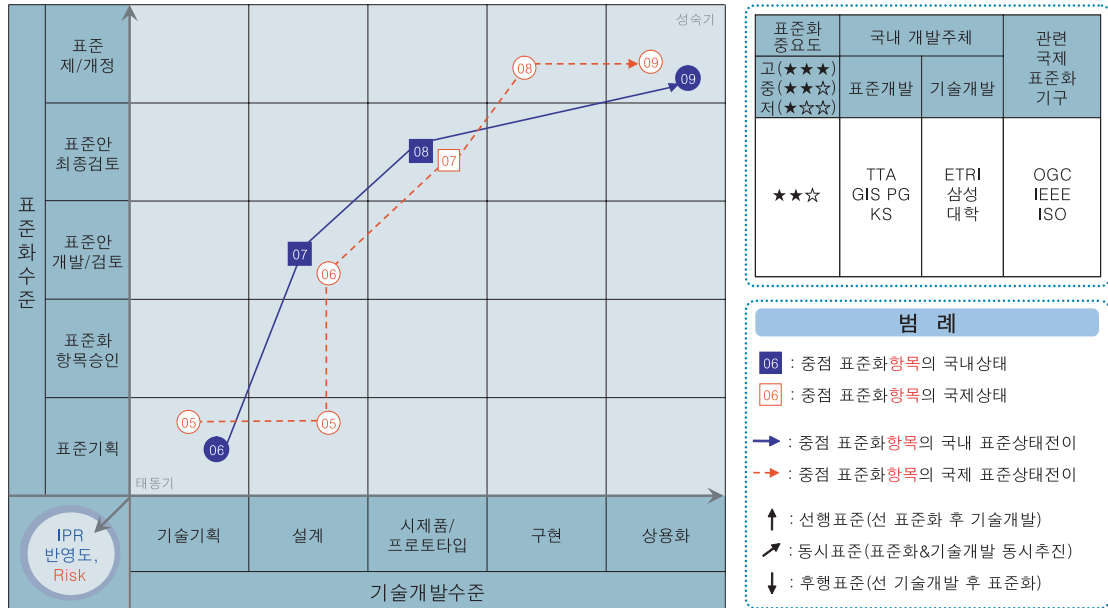 성숙기
표준
제/개정
표준안
최종검토
표준안
개발/검토
표준화
항목승인
표준기획
표준화수준
08
09
09
08
07
07
06
05
05
06
태동기
IPR
반영도,
Risk
기술기획
설계
시제품/
프로토타입
구현
상용화
기술개발수준
표준화
중요도
고(★★★)
중(★★☆)
저(★☆☆)
국내 개발주체
표준개발
기술개발
관련
국제
표준화
기구
★★☆
TTA
GIS PG
KS
ETRI
삼성
대학
OGC
IEEE
ISO
범 례
06 : 중점 표준화항목의 국내상태
06 : 중점 표준화항목의 국제상태
: 중점 표준화항목의 국내 표준상태전이
: 중점 표준화항목의 국제 표준상태전이
: 선행표준(선 표준화 후 기술개발)
: 동시표준(표준화&기술개발 동시추진)
: 후행표준(선 기술개발 후 표준화)